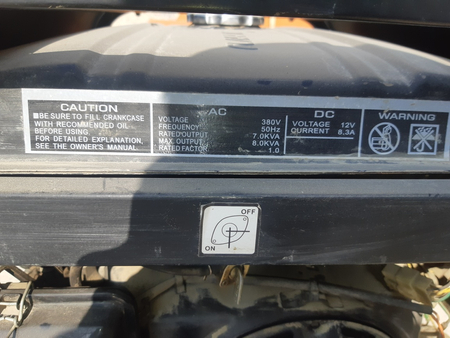 CAUTION
■BE SURE TO FILL CRANKCASE
WITH RECOMMENDED OIL
BEFORE USING.
FOR DETAILED EXPLANATION,
SEE THE OWNER'S MANUAL.
AC
VOLTAGE 380V
FREQUENCY 50Hz
RATED OUTPUT 7.0KVA
MAX. OUTPUT 8.0KVA
RATED FACTOR 1.0
DC
VOLTAGE 12V
QURRENT 8,3A
WARNING
OFF
ON